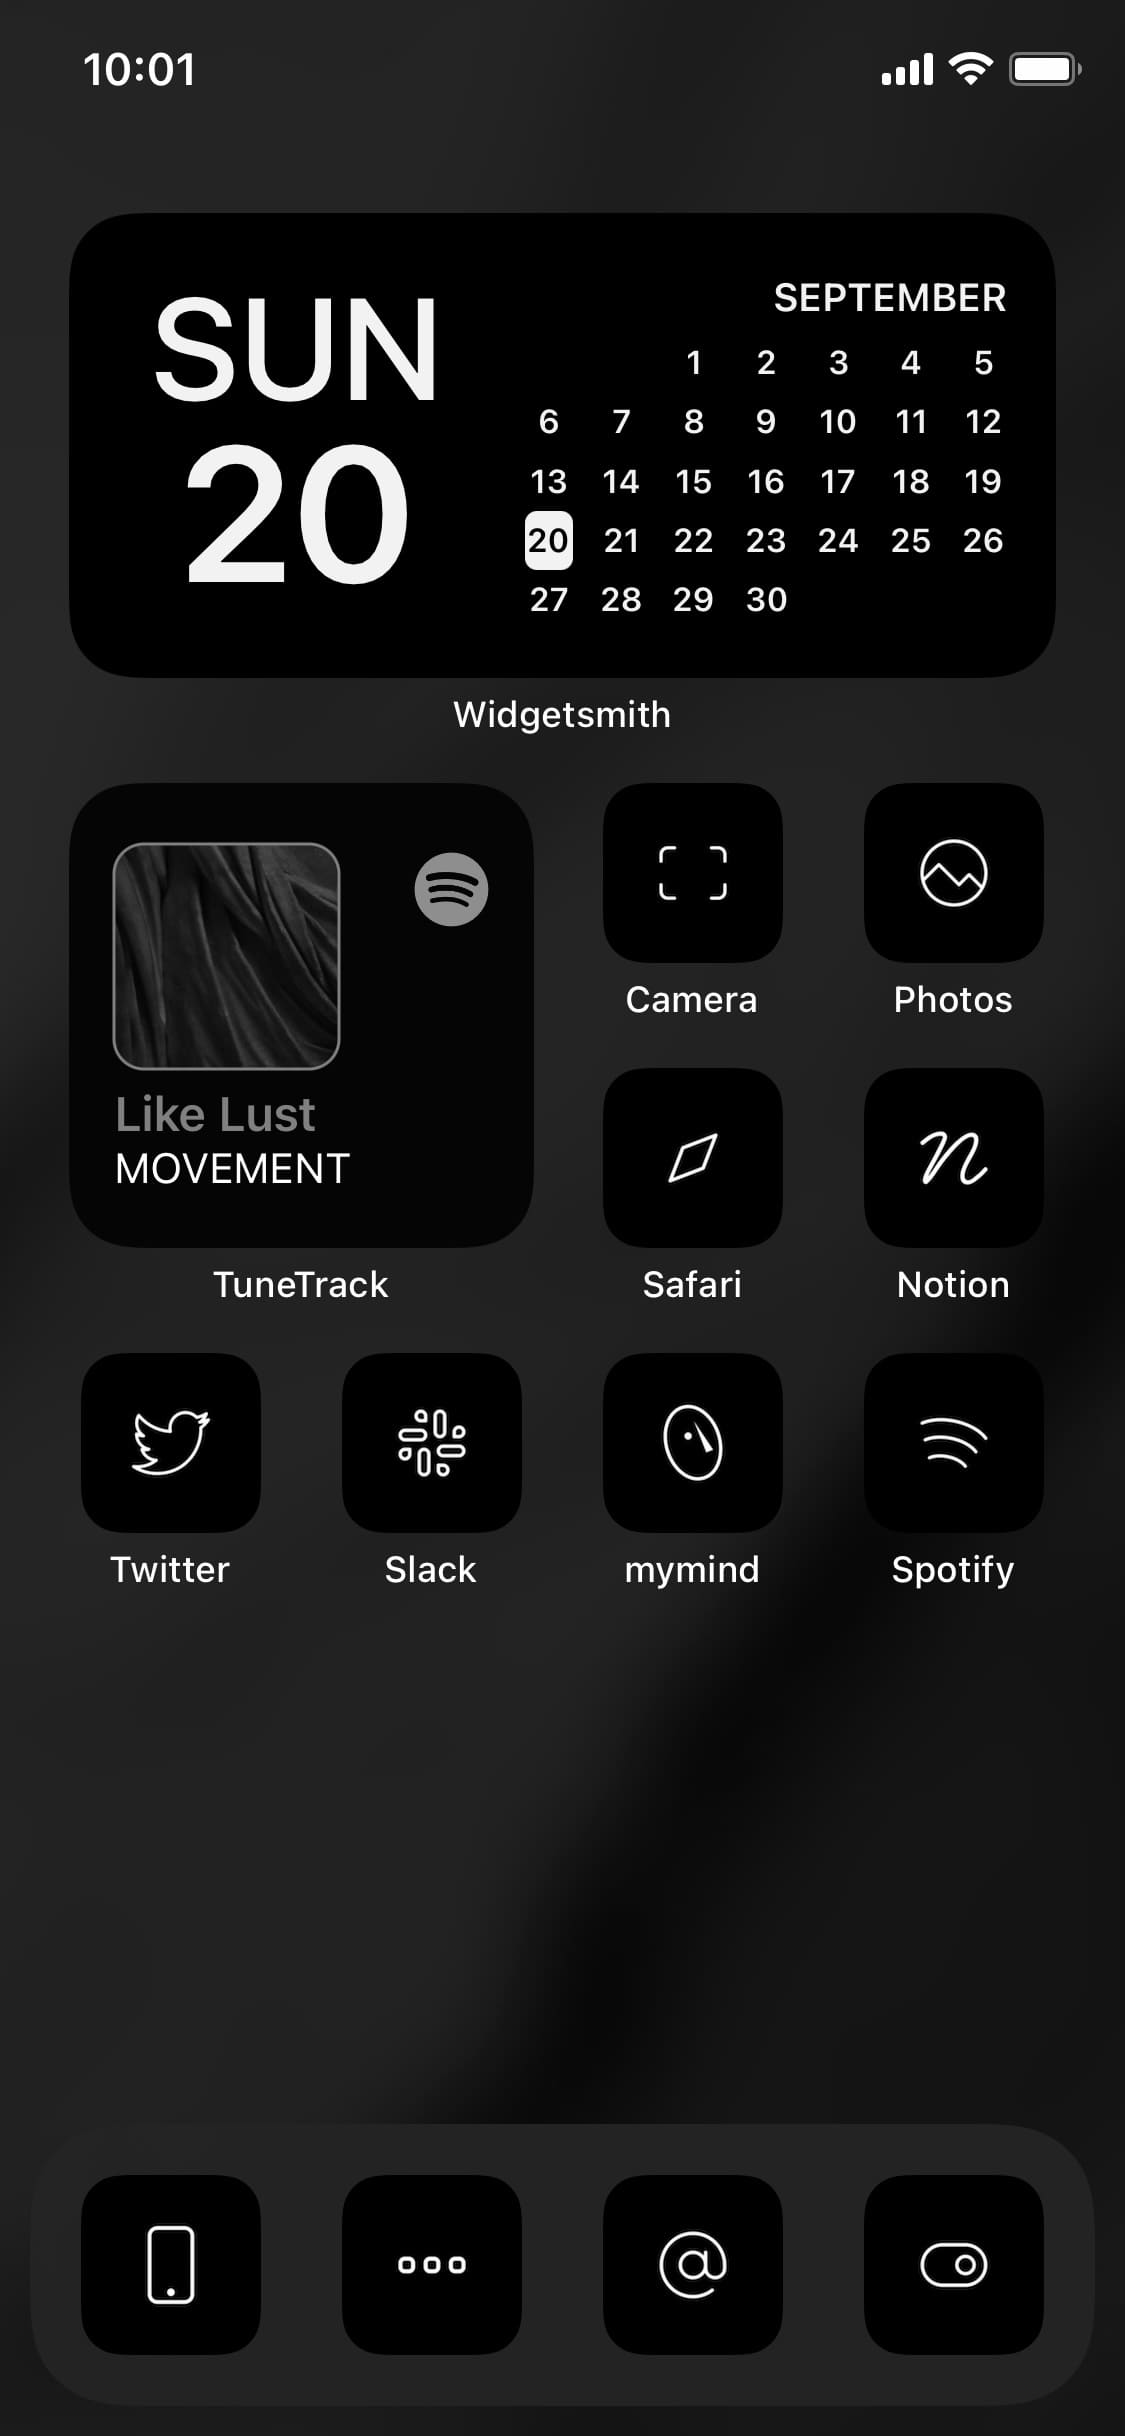 10:01
SUN
20
SEPTEMBER
1 2 3 4 5
6 7 8 9 10 11 12
13 14 15 16 17 18 19
20 21 22 23 24 25 26
27 28 29 30
Widgetsmith
Like Lust
MOVEMENT
TuneTrack
Camera
Photos
Safari
n
Notion
Twitter
Slack
mymind
Spotify
@